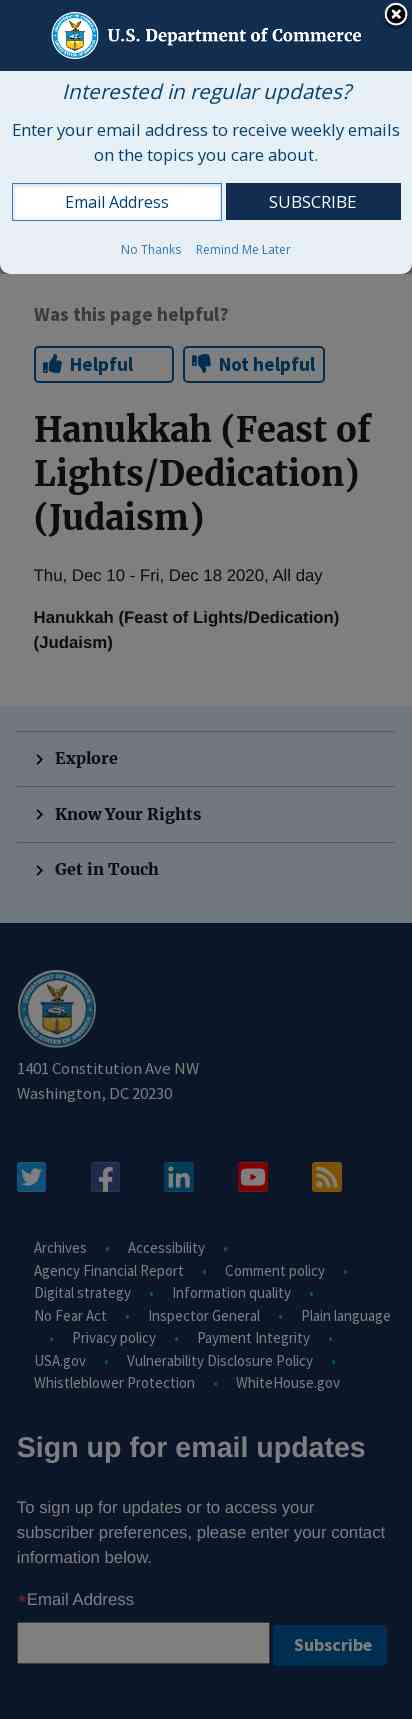 U.S. Department of Commerce
Interested in regular updates?
Enter your email address to receive weekly emails
on the topics you care about.
Email Address SUBSCRIBE
No Thanks Remind Me Later
Was this page helpful?
Helpful Not helpful
Hanukkah (Feast of
Lights/Dedication)
(Judaism)
Thu, Dec 10 - Fri, Dec 18 2020, All day
Hanukkah (Feast of Lights/Dedication)
(Judaism)
Explore
Know Your Rights
Get in Touch
1401 Constitution Ave NW
Washington, DC 20230
Archives • Accessibility •
Agency Financial Report • Comment policy •
Digital strategy • Information quality •
No Fear Act • Inspector General • Plain language
• Privacy policy • Payment Integrity •
USA.gov • Vulnerability Disclosure Policy •
Whistleblower Protection • WhiteHouse.gov
Sign up for email updates
To sign up for updates or to access your
subscriber preferences, please enter your contact
information below.
*Email Address
Subscribe